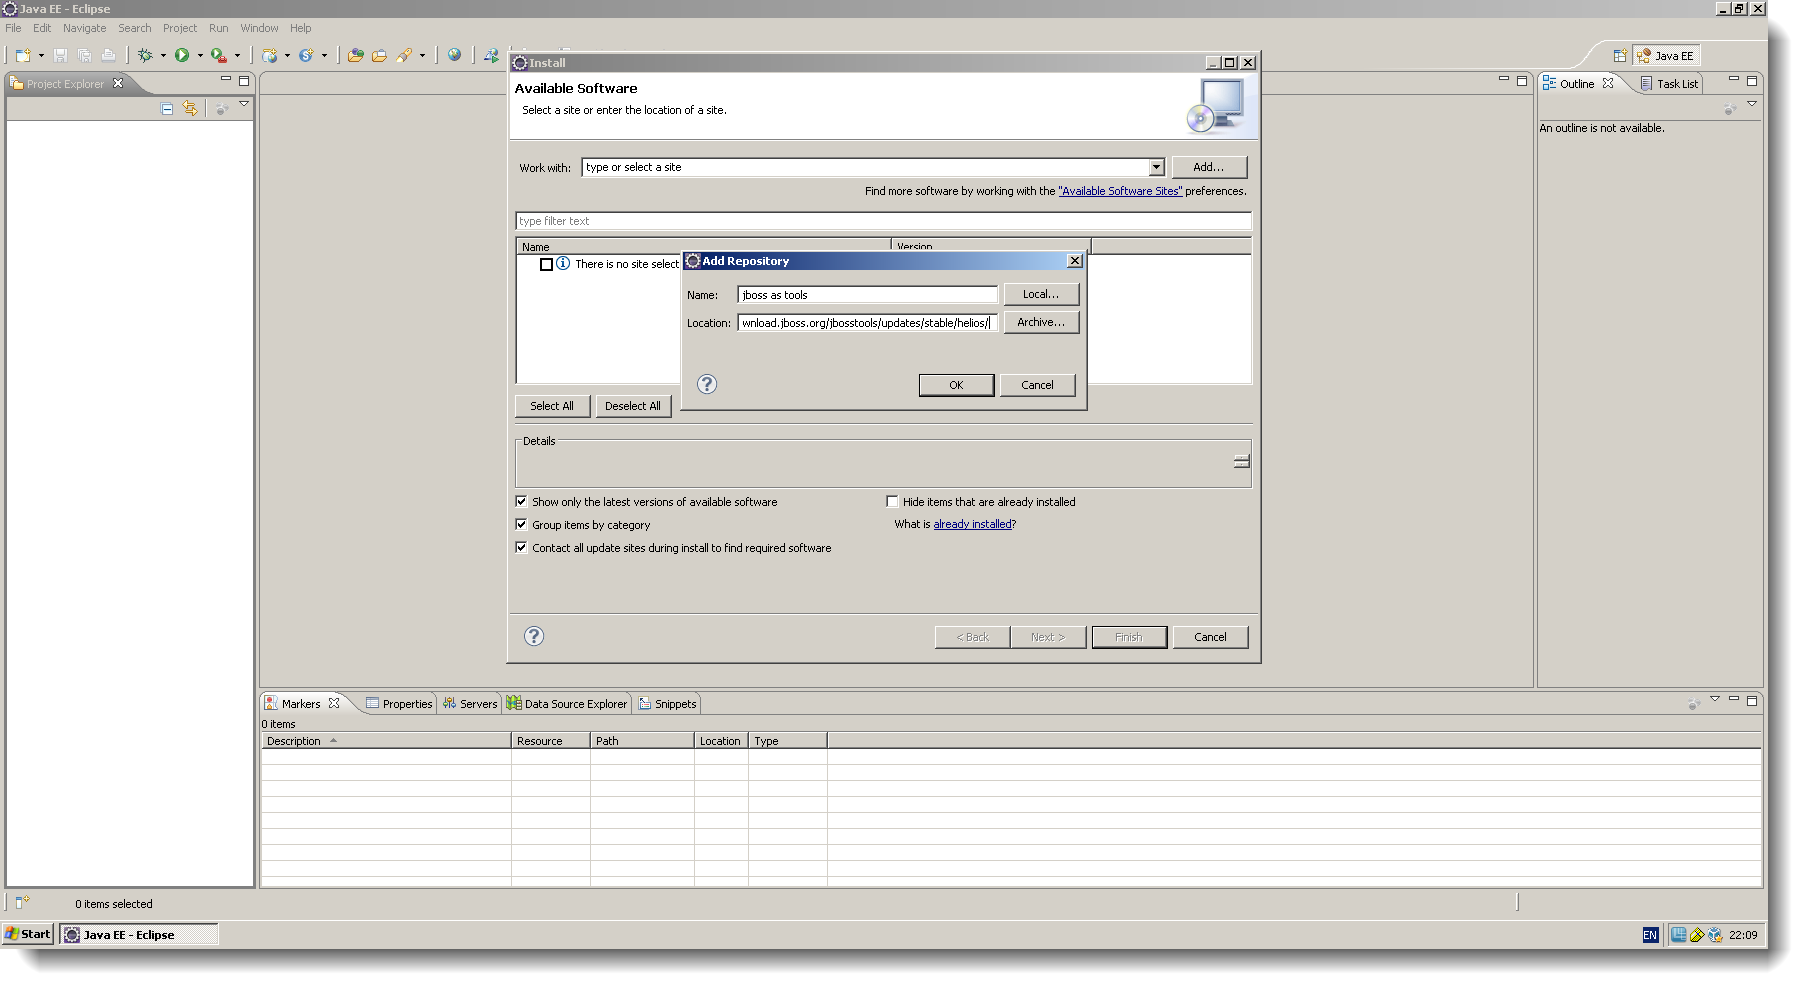 Java EE - Eclipse
File Edit Navigate Search Project Run Window Help
Java EE
Project Explorer
Install
Available Software
Select a site or enter the location of a site.
Work with: type or select a site Add...
Find more software by working with the "Available Software Sites" preferences.
type filter text
Name Version
There is no site select
Add Repository
Name: jboss as tools Local...
Location: wnload.jboss.org/jbosstools/updates/stable/helios/ Archive...
? OK Cancel
Select All Deselect All
Details
Show only the latest versions of available software Hide items that are already installed
Group items by category What is already installed?
Contact all update sites during install to find required software
? < Back Next > Finish Cancel
Outline Task List
An outline is not available.
Markers Properties Servers Data Source Explorer Snippets
0 items
Description Resource Path Location Type
0 items selected
Start Java EE - Eclipse EN 22:09